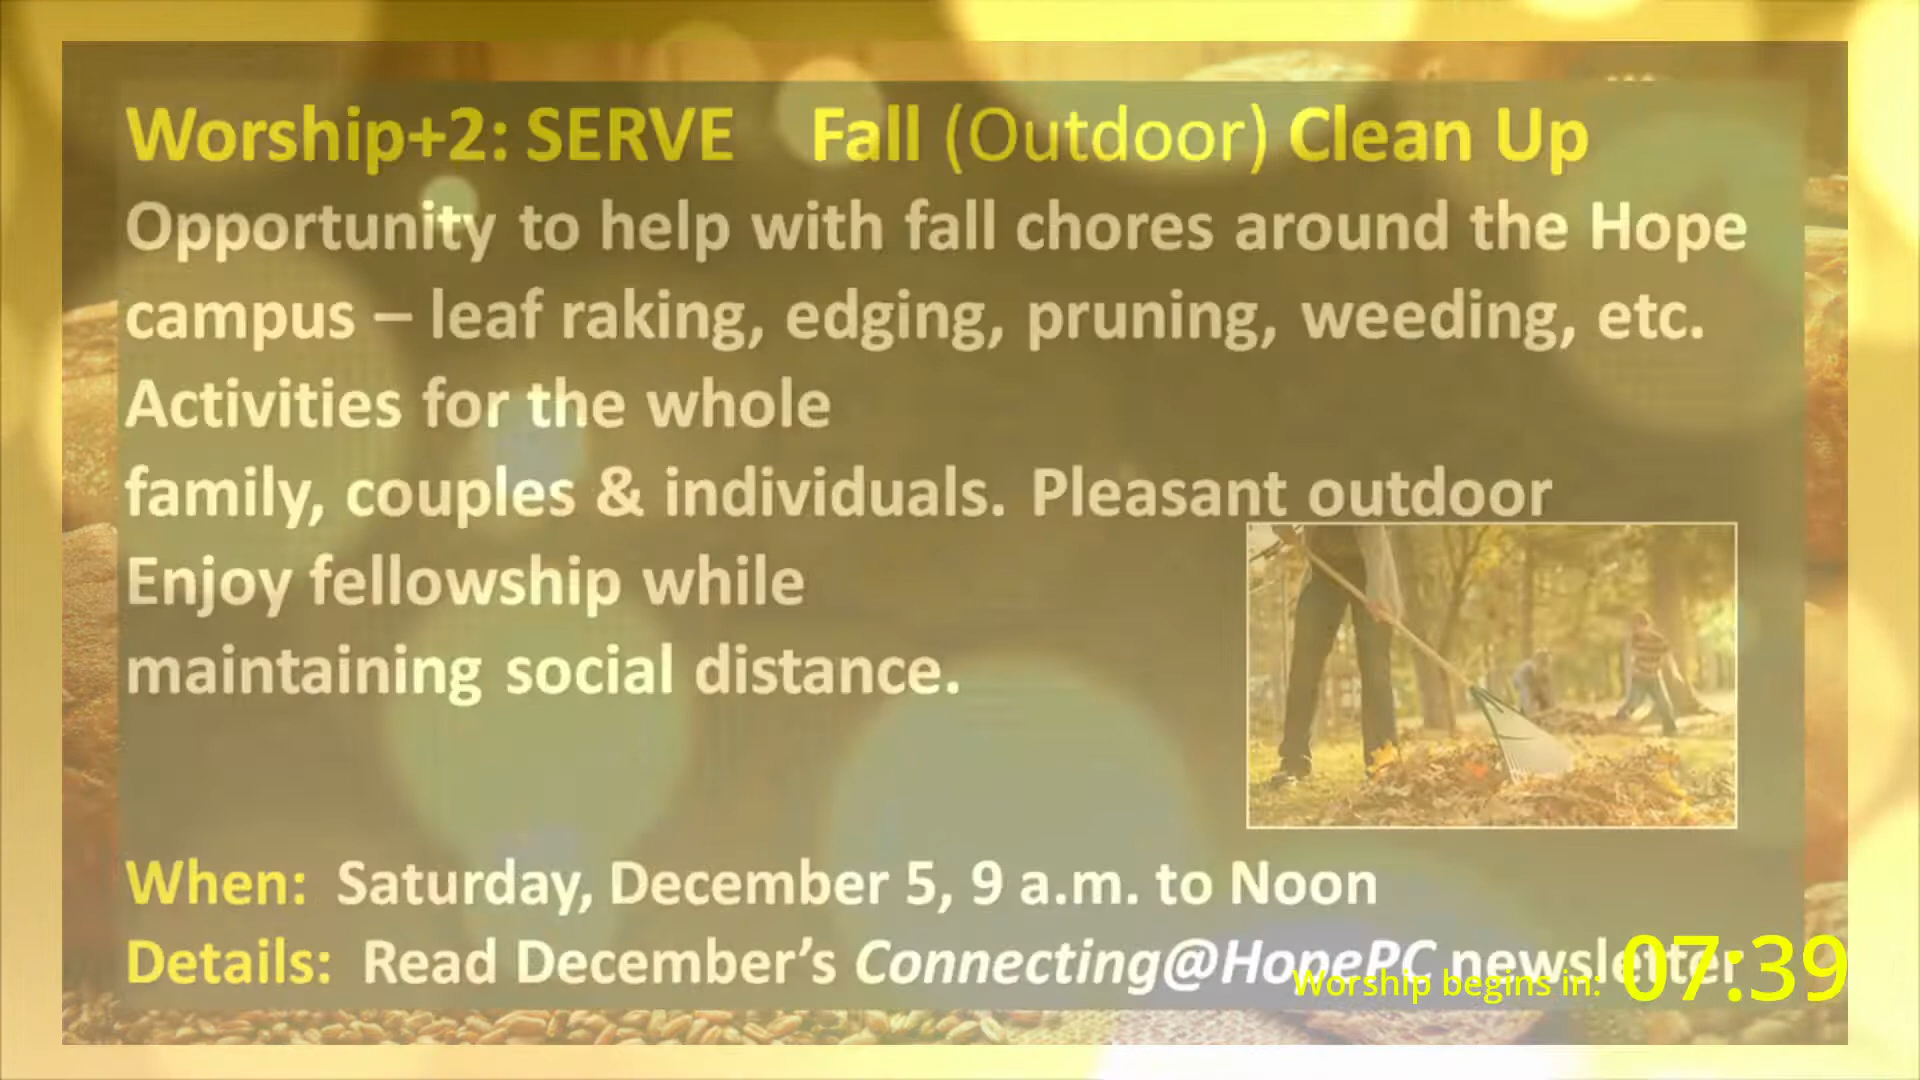 Worship+2: SERVE Fall (Outdoor) Clean Up
Opportunity to help with fall chores around the Hope
campus – leaf raking, edging, pruning, weeding, etc.
Activities for the whole
family, couples & individuals. Pleasant outdoor
Enjoy fellowship while
maintaining social distance.
When: Saturday, December 5, 9 a.m. to Noon
Details: Read December’s Connecting@HopePC newsletter
Worship begins in: 07:39